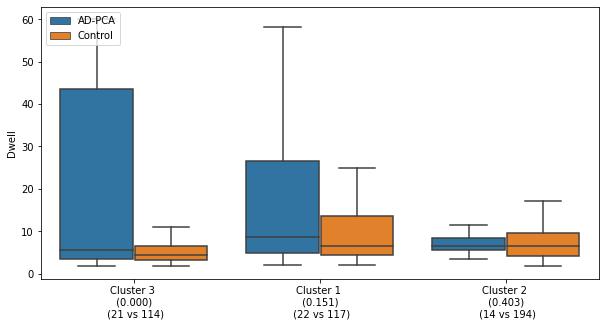 AD-PCA
Control
Dwell
60
50
40
30
20
10
0
Cluster 3
(0.000)
(21 vs 114)
Cluster 1
(0.151)
(22 vs 117)
Cluster 2
(0.403)
(14 vs 194)